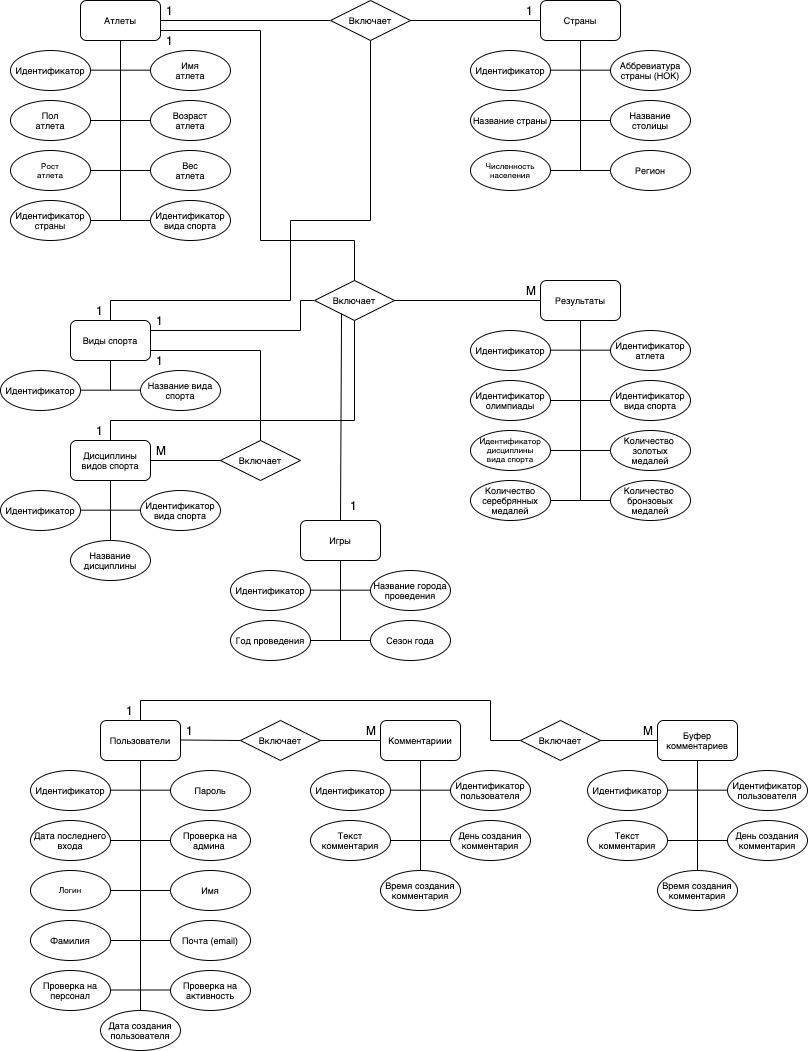 Атлеты
1
Включает
1
Страны
1
Идентификатор
Имя
атлета
Идентификатор
Аббревиатура
страны (НОК)
Пол
атлета
Возраст
атлета
Название страны
Название
столицы
Рост
атлета
Вес
атлета
Численность
населения
Регион
Идентификатор
страны
Идентификатор
вида спорта
Включает
М
Результаты
1
1
Виды спорта
1
Идентификатор
Идентификатор
атлета
Идентификатор
Название вида
спорта
Идентификатор
олимпиады
Идентификатор
вида спорта
1
Дисциплины
видов спорта
М
Включает
Идентификатор
дисциплины
вида спорта
Количество
золотых
медалей
Идентификатор
Идентификатор
вида спорта
Количество
серебрянных
медалей
Количество
бронзовых
медалей
Название
дисциплины
1
Игры
Идентификатор
Название города
проведения
Год проведения
Сезон года
1
Пользователи
1
Включает
М
Комментариии
Включает
М
Буфер
комментариев
Идентификатор
Пароль
Идентификатор
Идентификатор
пользователя
Идентификатор
Идентификатор
пользователя
Дата последнего
входа
Проверка на
админа
Текст
комментария
День создания
комментария
Текст
комментария
День создания
комментария
Логин
Имя
Время создания
комментария
Время создания
комментария
Фамилия
Почта (email)
Проверка на
персонал
Проверка на
активность
Дата создания
пользователя